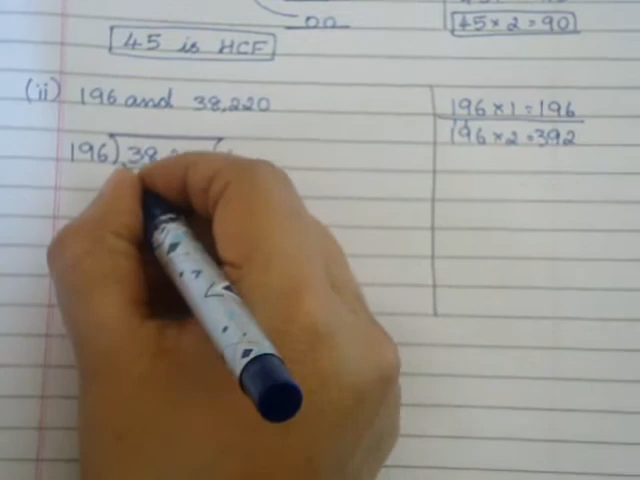 00
45 × 2 = 90
45 is HCF
(ii) 196 and 38,220
196 × 1 = 196
196 × 2 = 392
196) 38